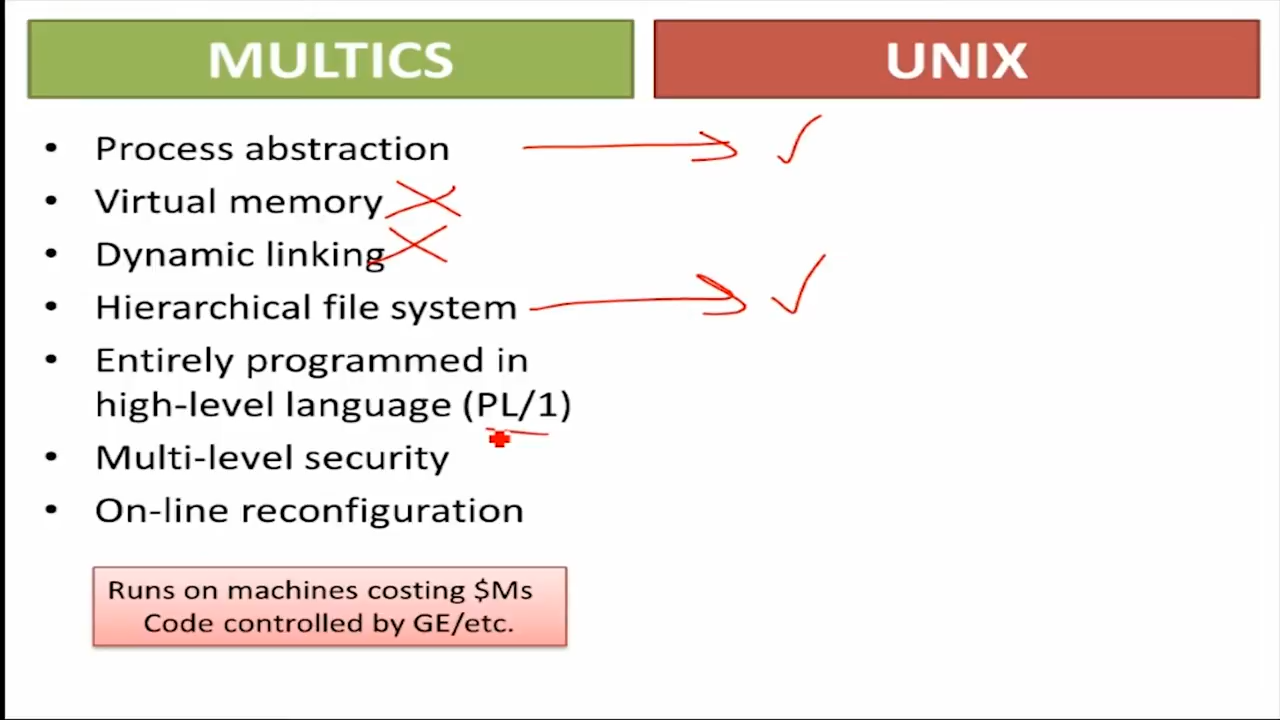 MULTICS
UNIX
• Process abstraction
• Virtual memory
• Dynamic linking
• Hierarchical file system
• Entirely programmed in
high-level language (PL/1)
• Multi-level security
• On-line reconfiguration
Runs on machines costing $Ms
Code controlled by GE/etc.